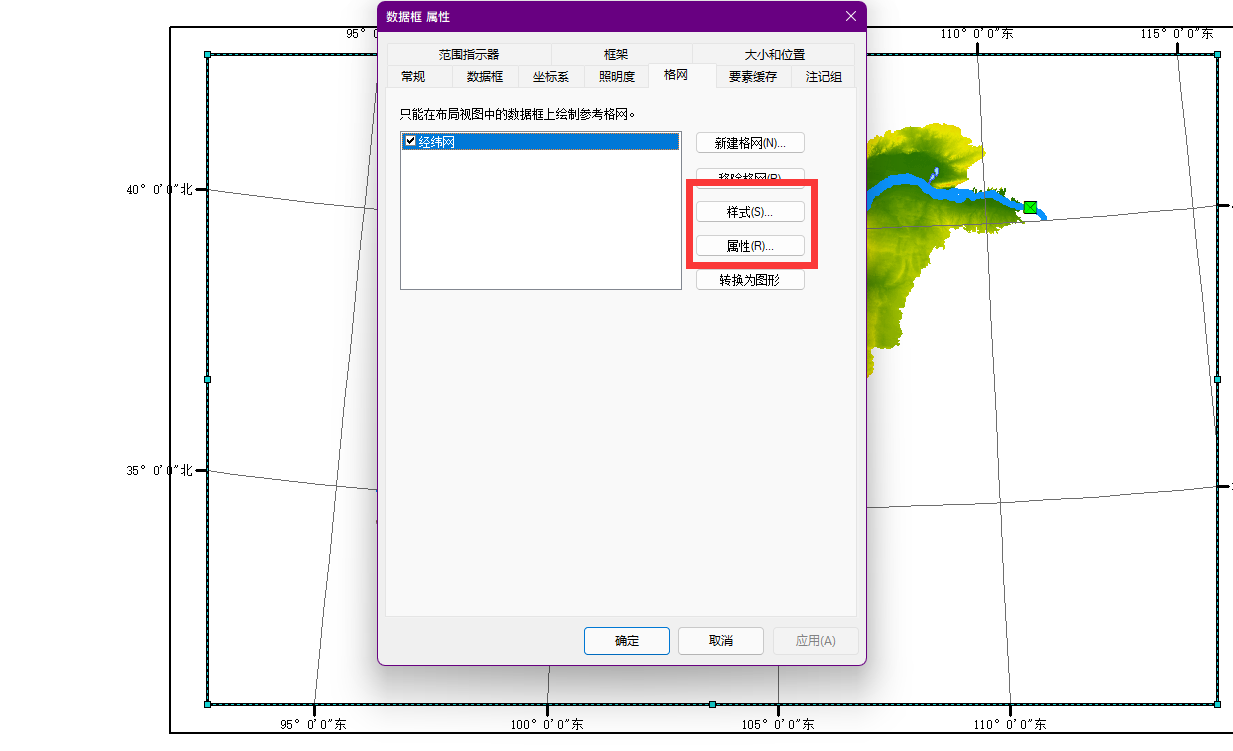 数据框 属性
95°
110° 0'0"东
115° 0'0"东
范围指示器
框架
大小和位置
常规
数据框
坐标系
照明度
格网
要素缓存
注记组
只能在布局视图中的数据框上绘制参考格网。
经纬网
新建格网(N)...
移除格网(R)
样式(S)...
属性(R)...
转换为图形
40° 0'0"北
35° 0'0"北
确定
取消
应用(A)
95° 0'0"东
100° 0'0"东
105° 0'0"东
110° 0'0"东